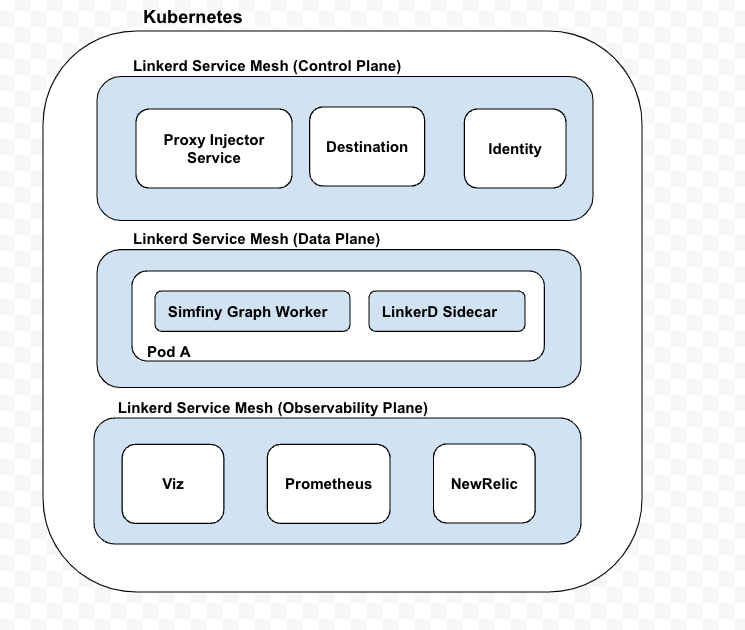 Kubernetes
Linkerd Service Mesh (Control Plane)
Proxy Injector
Service
Destination
Identity
Linkerd Service Mesh (Data Plane)
Simfiny Graph Worker
LinkerD Sidecar
Pod A
Linkerd Service Mesh (Observability Plane)
Viz
Prometheus
NewRelic